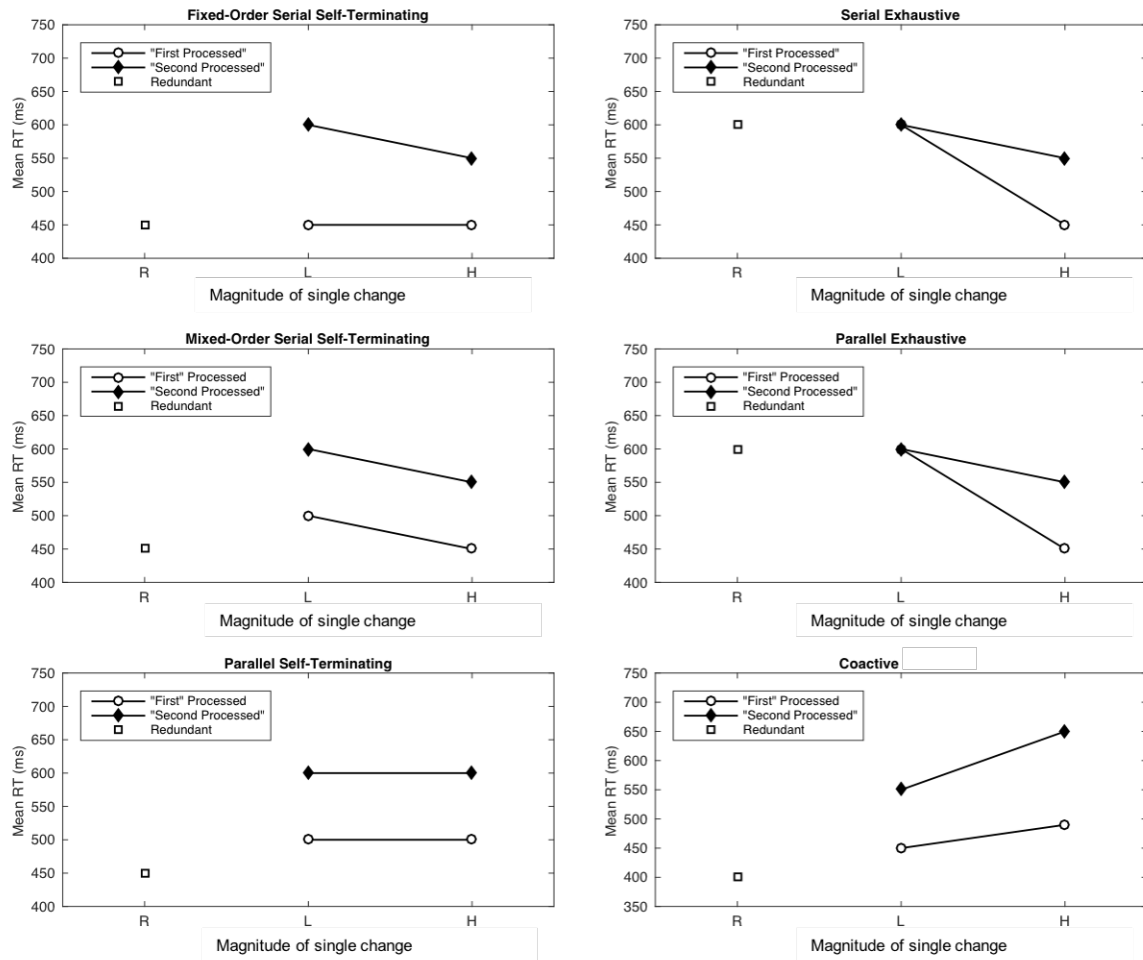 Fixed-Order Serial Self-Terminating
750
700
650
600
550
500
450
400
Mean RT (ms)
"First Processed"
"Second Processed"
Redundant
R
L
H
Magnitude of single change
Serial Exhaustive
750
700
650
600
550
500
450
400
Mean RT (ms)
"First Processed"
"Second Processed"
Redundant
R
L
H
Magnitude of single change
Mixed-Order Serial Self-Terminating
750
700
650
600
550
500
450
400
Mean RT (ms)
"First" Processed
"Second Processed"
Redundant
R
L
H
Magnitude of single change
Parallel Exhaustive
750
700
650
600
550
500
450
400
Mean RT (ms)
"First" Processed
"Second Processed"
Redundant
R
L
H
Magnitude of single change
Parallel Self-Terminating
750
700
650
600
550
500
450
400
Mean RT (ms)
"First" Processed
"Second Processed"
Redundant
R
L
H
Magnitude of single change
Coactive
750
700
650
600
550
500
450
400
350
Mean RT (ms)
"First" Processed
"Second Processed"
Redundant
R
L
H
Magnitude of single change